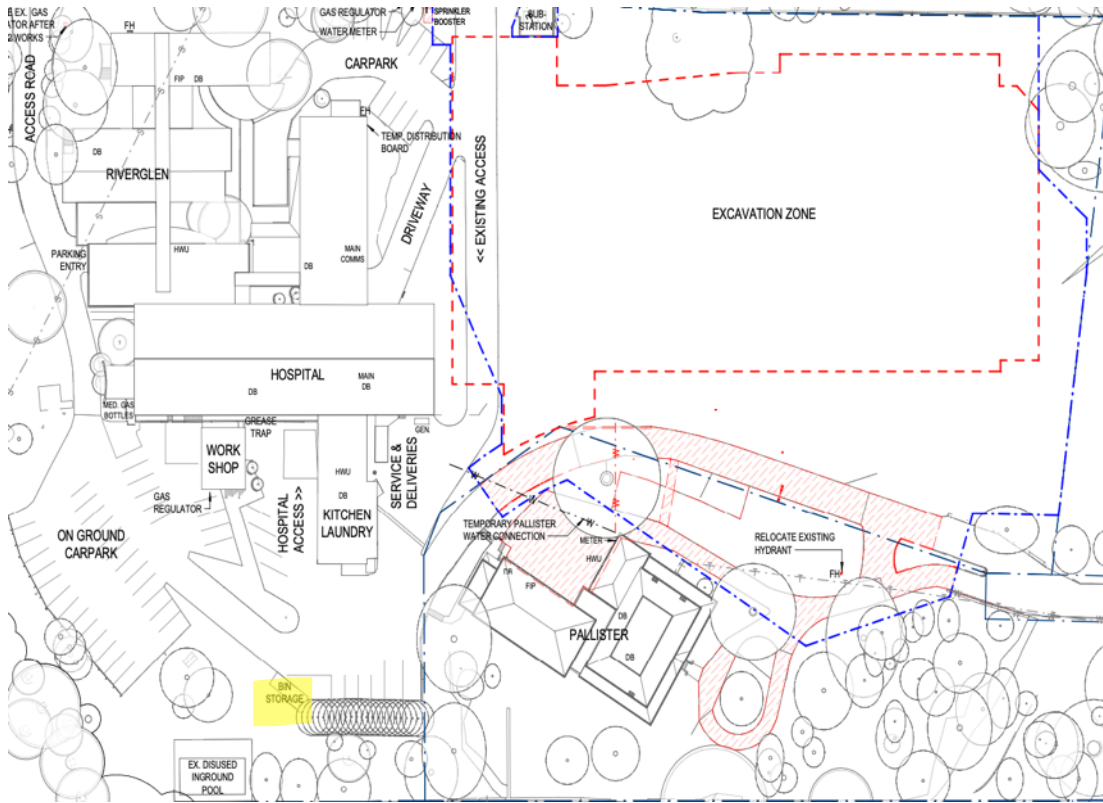 EX. GAS
ATOR AFTER
2 WORKS
FH
ACCESS ROAD
FIP DB
DB
RIVERGLEN
PARKING
ENTRY
HWU
GAS REGULATOR
WATER METER
SPRINKLER
BOOSTER
CARPARK
FH
TEMP. DISTRIBUTION
BOARD
DRIVEWAY
MAIN
COMMS
DB
<< EXISTING ACCESS
SUB-
STATION
EXCAVATION ZONE
HOSPITAL
MAIN
DB
DB
MED. GAS
BOTTLES
GREASE
TRAP
WORK
SHOP
GAS
REGULATOR
HOSPITAL
ACCESS >>
HWU
DB
KITCHEN
LAUNDRY
GEN.
SERVICE &
DELIVERIES
ON GROUND
CARPARK
TEMPORARY PALLISTER
WATER CONNECTION
METER
HWU
DB
FIP
DB
PALLISTER
DB
RELOCATE EXISTING
HYDRANT
FH
BIN
STORAGE
EX. DISUSED
INGROUND
POOL